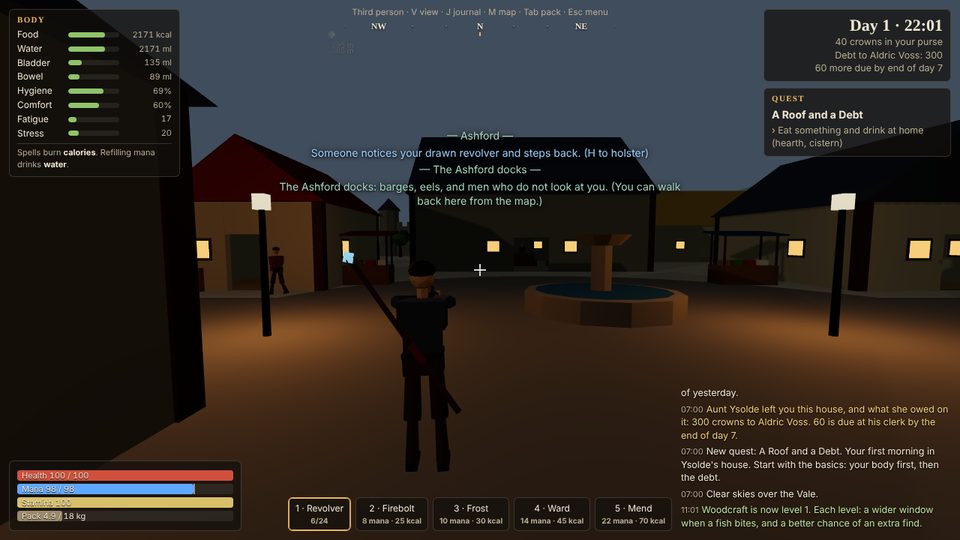 BODY
Food 2171 kcal
Water 2171 ml
Bladder 135 ml
Bowel 89 ml
Hygiene 69%
Comfort 60%
Fatigue 17
Stress 20
Spells burn calories. Refilling mana
drinks water.
Third person · V view · J journal · M map · Tab pack · Esc menu
NW N NE
Day 1 · 22:01
40 crowns in your purse
Debt to Aldric Voss: 300
60 more due by end of day 7
QUEST
A Roof and a Debt
› Eat something and drink at home
(hearth, cistern)
— Ashford —
Someone notices your drawn revolver and steps back. (H to holster)
— The Ashford docks —
The Ashford docks: barges, eels, and men who do not look at you. (You can walk
back here from the map.)
of yesterday.
07:00 Aunt Ysolde left you this house, and what she owed on
it: 300 crowns to Aldric Voss. 60 is due at his clerk by the
end of day 7.
07:00 New quest: A Roof and a Debt. Your first morning in
Ysolde's house. Start with the basics: your body first, then
the debt.
07:00 Clear skies over the Vale.
11:01 Woodcraft is now level 1. Each level: a wider window
when a fish bites, and a better chance of an extra find.
Health 100 / 100
Mana 98 / 98
Stamina 100
Pack 4.9 / 18 kg
1 · Revolver
6/24
2 · Firebolt
8 mana · 25 kcal
3 · Frost
10 mana · 30 kcal
4 · Ward
14 mana · 45 kcal
5 · Mend
22 mana · 70 kcal